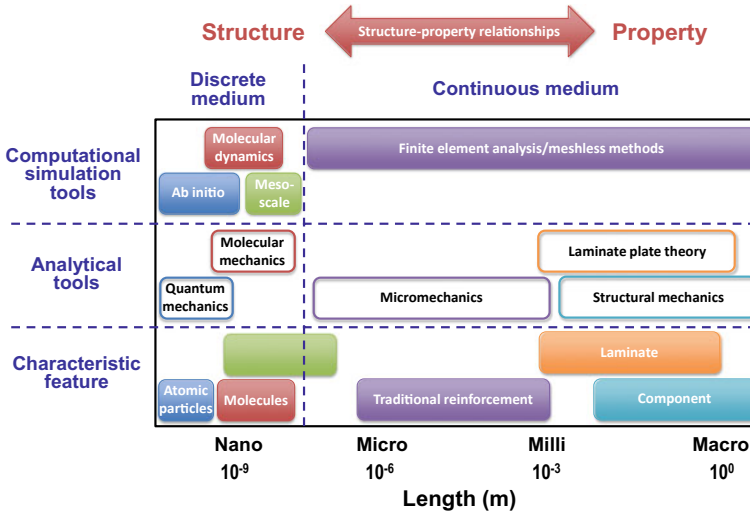 Structure
Structure-property relationships
Property
Discrete
medium
Continuous medium
Computational
simulation
tools
Molecular
dynamics
Finite element analysis/meshless methods
Ab initio
Meso-
scale
Analytical
tools
Molecular
mechanics
Laminate plate theory
Quantum
mechanics
Micromechanics
Structural mechanics
Characteristic
feature
Laminate
Atomic
particles
Molecules
Traditional reinforcement
Component
Nano
Micro
Milli
Macro
10⁻⁹
10⁻⁶
10⁻³
10⁰
Length (m)